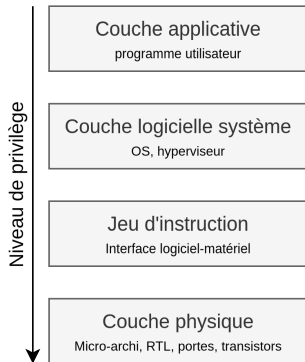 Couche applicative
programme utilisateur
Couche logicielle système
OS, hyperviseur
Jeu d'instruction
Interface logiciel-matériel
Couche physique
Micro-archi, RTL, portes, transistors
Niveau de privilège